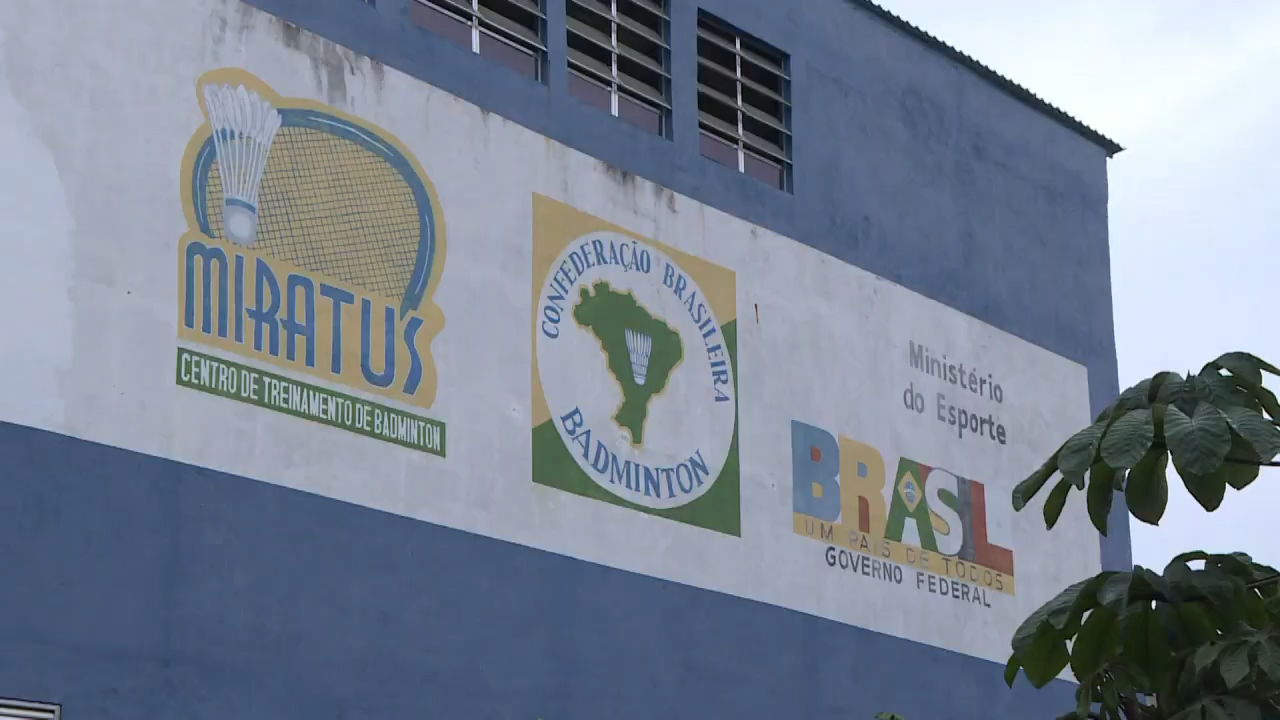 MIRATUS
CENTRO DE TREINAMENTO DE BADMINTON
CONFEDERAÇÃO BRASILEIRA
BADMINTON
Ministério
do Esporte
BRASIL
UM PAÍS DE TODOS
GOVERNO FEDERAL